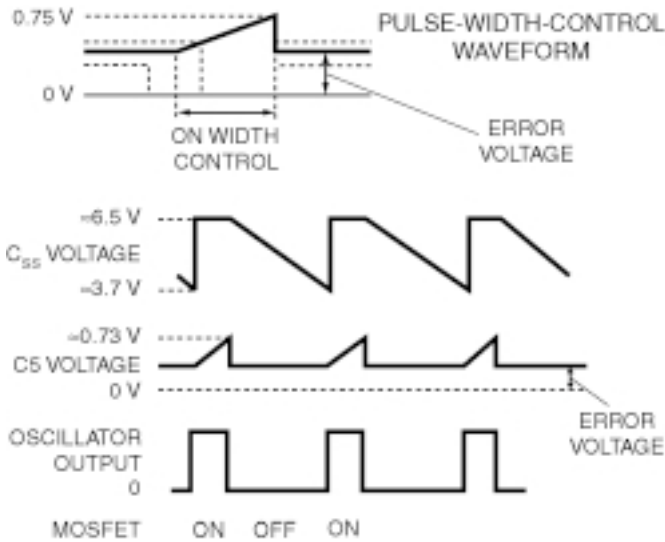 0.75 V
PULSE-WIDTH-CONTROL
WAVEFORM
0 V
ON WIDTH
CONTROL
ERROR
VOLTAGE
≈6.5 V
CSS VOLTAGE
≈3.7 V
≈0.73 V
C5 VOLTAGE
0 V
ERROR
VOLTAGE
OSCILLATOR
OUTPUT
0
MOSFET ON OFF ON